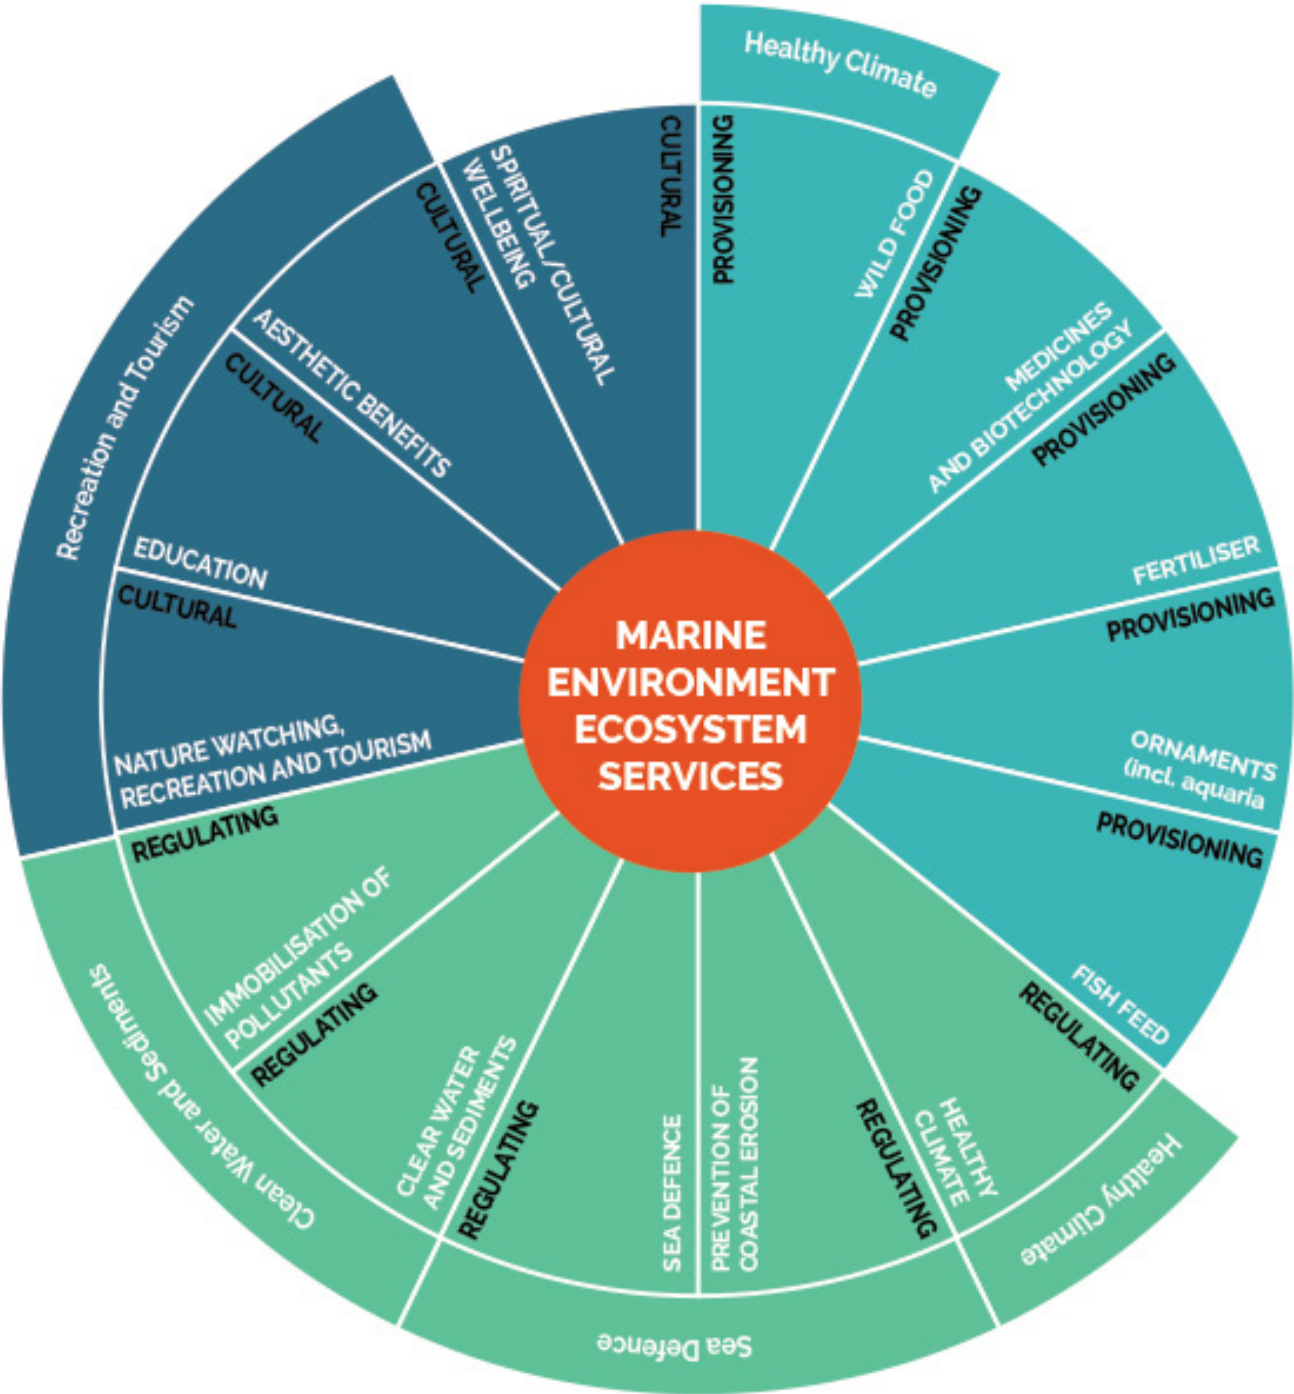 MARINE
ENVIRONMENT
ECOSYSTEM
SERVICES
Healthy Climate
PROVISIONING
WILD FOOD
PROVISIONING
MEDICINES
AND BIOTECHNOLOGY
PROVISIONING
FERTILISER
PROVISIONING
ORNAMENTS
(incl. aquaria
PROVISIONING
FISH FEED
REGULATING
HEALTHY
CLIMATE
Healthy Climate
REGULATING
PREVENTION OF
COASTAL EROSION
SEA DEFENCE
Sea Defence
REGULATING
CLEAR WATER
AND SEDIMENTS
REGULATING
IMMOBILISATION OF
POLLUTANTS
Clean Water and Sediments
REGULATING
NATURE WATCHING,
RECREATION AND TOURISM
CULTURAL
EDUCATION
CULTURAL
AESTHETIC BENEFITS
CULTURAL
Recreation and Tourism
SPIRITUAL/CULTURAL
WELLBEING
CULTURAL